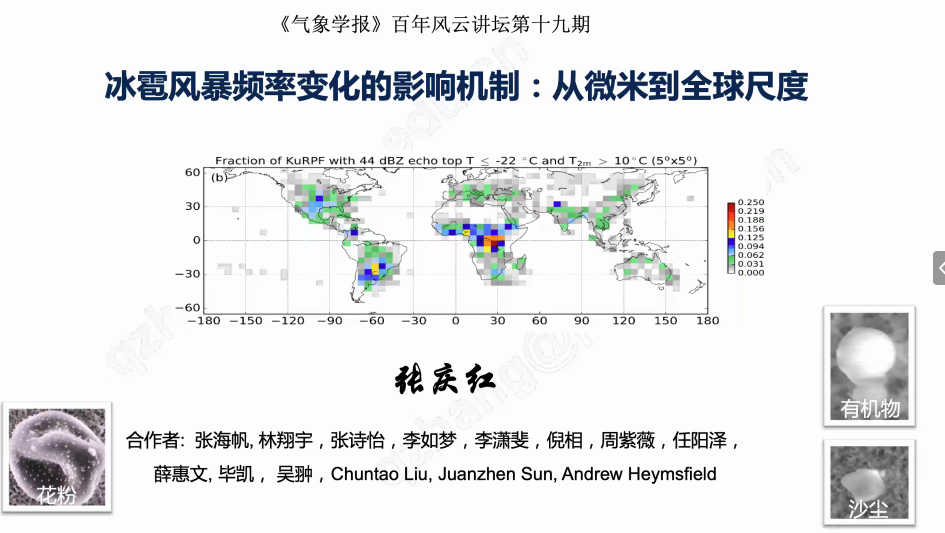 《气象学报》百年风云讲坛第十九期
冰雹风暴频率变化的影响机制：从微米到全球尺度
Fraction of KuRPF with 44 dBZ echo top T ≤ -22 °C and T2m > 10°C (5°x5°)
(b)
60
30
0
−30
−60
−180 −150 −120 −90 −60 −30 0 30 60 90 120 150 180
0.250
0.219
0.188
0.156
0.125
0.094
0.062
0.031
0.000
张庆红
合作者: 张海帆, 林翔宇，张诗怡，李如梦，李潇斐，倪相，周紫薇，任阳泽，
薛惠文, 毕凯， 吴翀，Chuntao Liu, Juanzhen Sun, Andrew Heymsfield
花粉
有机物
沙尘